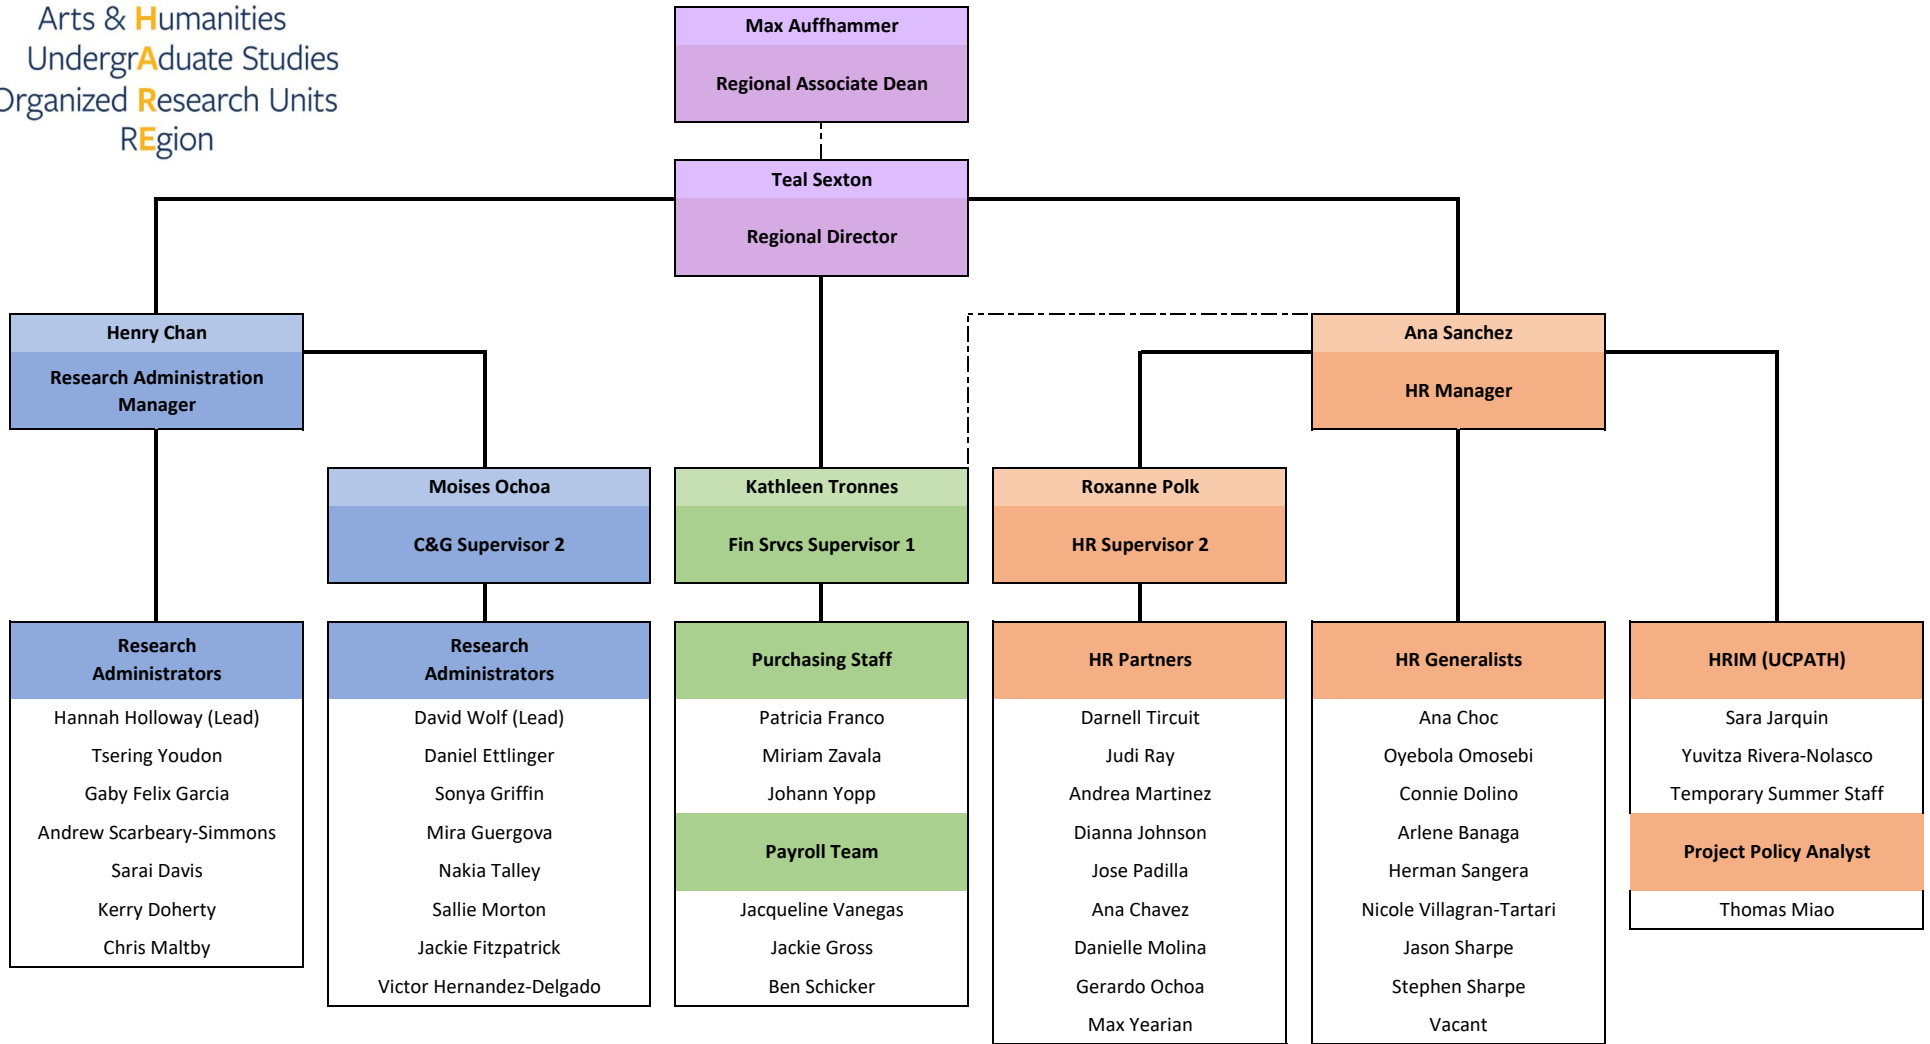 Arts & Humanities
UndergrAduate Studies
Organized Research Units
REgion
Max Auffhammer
Regional Associate Dean
Teal Sexton
Regional Director
Henry Chan
Research Administration
Manager
Ana Sanchez
HR Manager
Moises Ochoa
C&G Supervisor 2
Kathleen Tronnes
Fin Srvcs Supervisor 1
Roxanne Polk
HR Supervisor 2
Research
Administrators
Hannah Holloway (Lead)
Tsering Youdon
Gaby Felix Garcia
Andrew Scarbeary-Simmons
Sarai Davis
Kerry Doherty
Chris Maltby
Research
Administrators
David Wolf (Lead)
Daniel Ettlinger
Sonya Griffin
Mira Guergova
Nakia Talley
Sallie Morton
Jackie Fitzpatrick
Victor Hernandez-Delgado
Purchasing Staff
Patricia Franco
Miriam Zavala
Johann Yopp
Payroll Team
Jacqueline Vanegas
Jackie Gross
Ben Schicker
HR Partners
Darnell Tircuit
Judi Ray
Andrea Martinez
Dianna Johnson
Jose Padilla
Ana Chavez
Danielle Molina
Gerardo Ochoa
Max Yearian
HR Generalists
Ana Choc
Oyebola Omosebi
Connie Dolino
Arlene Banaga
Herman Sangera
Nicole Villagran-Tartari
Jason Sharpe
Stephen Sharpe
Vacant
HRIM (UCPATH)
Sara Jarquin
Yuvitza Rivera-Nolasco
Temporary Summer Staff
Project Policy Analyst
Thomas Miao